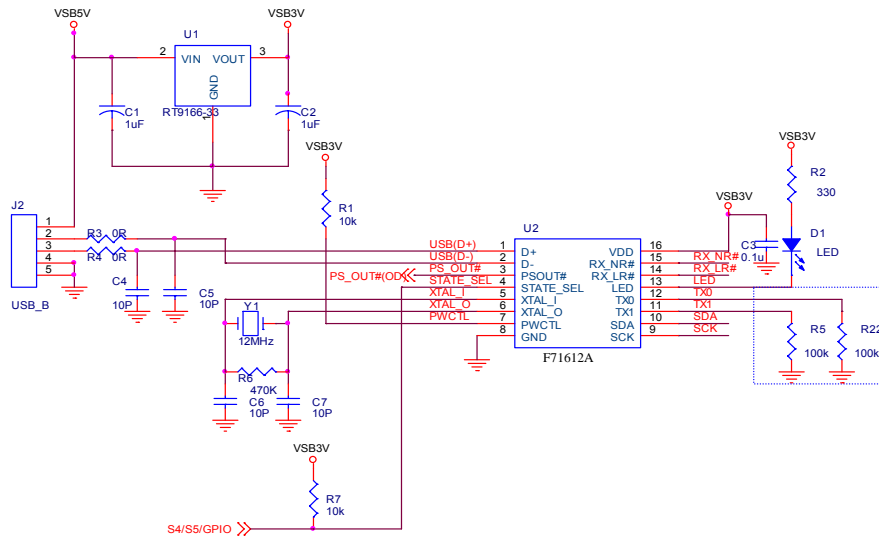 VSB5V
VSB3V
U1
2
VIN
VOUT
3
GND
1
RT9166-33
C1
1uF
C2
1uF
VSB3V
R1
10k
VSB3V
R2
330
VSB3V
D1
LED
C3
0.1u
J2
1
2
3
4
5
USB_B
R3
0R
R4
0R
C4
10P
C5
10P
U2
USB(D+)
1
D+
VDD
16
USB(D-)
2
D-
RX_NR#
15
RX_NR#
PS_OUT#(OD)
PS_OUT#
3
PSOUT#
RX_LR#
14
RX_LR#
STATE_SEL
4
STATE_SEL
LED
13
LED
XTAL_I
5
XTAL_I
TX0
12
TX0
XTAL_O
6
XTAL_O
TX1
11
TX1
PWCTL
7
PWCTL
SDA
10
SDA
8
GND
SCK
9
SCK
F71612A
Y1
12MHz
R6
470K
C6
10P
C7
10P
R5
100k
R22
100k
VSB3V
R7
10k
S4/S5/GPIO